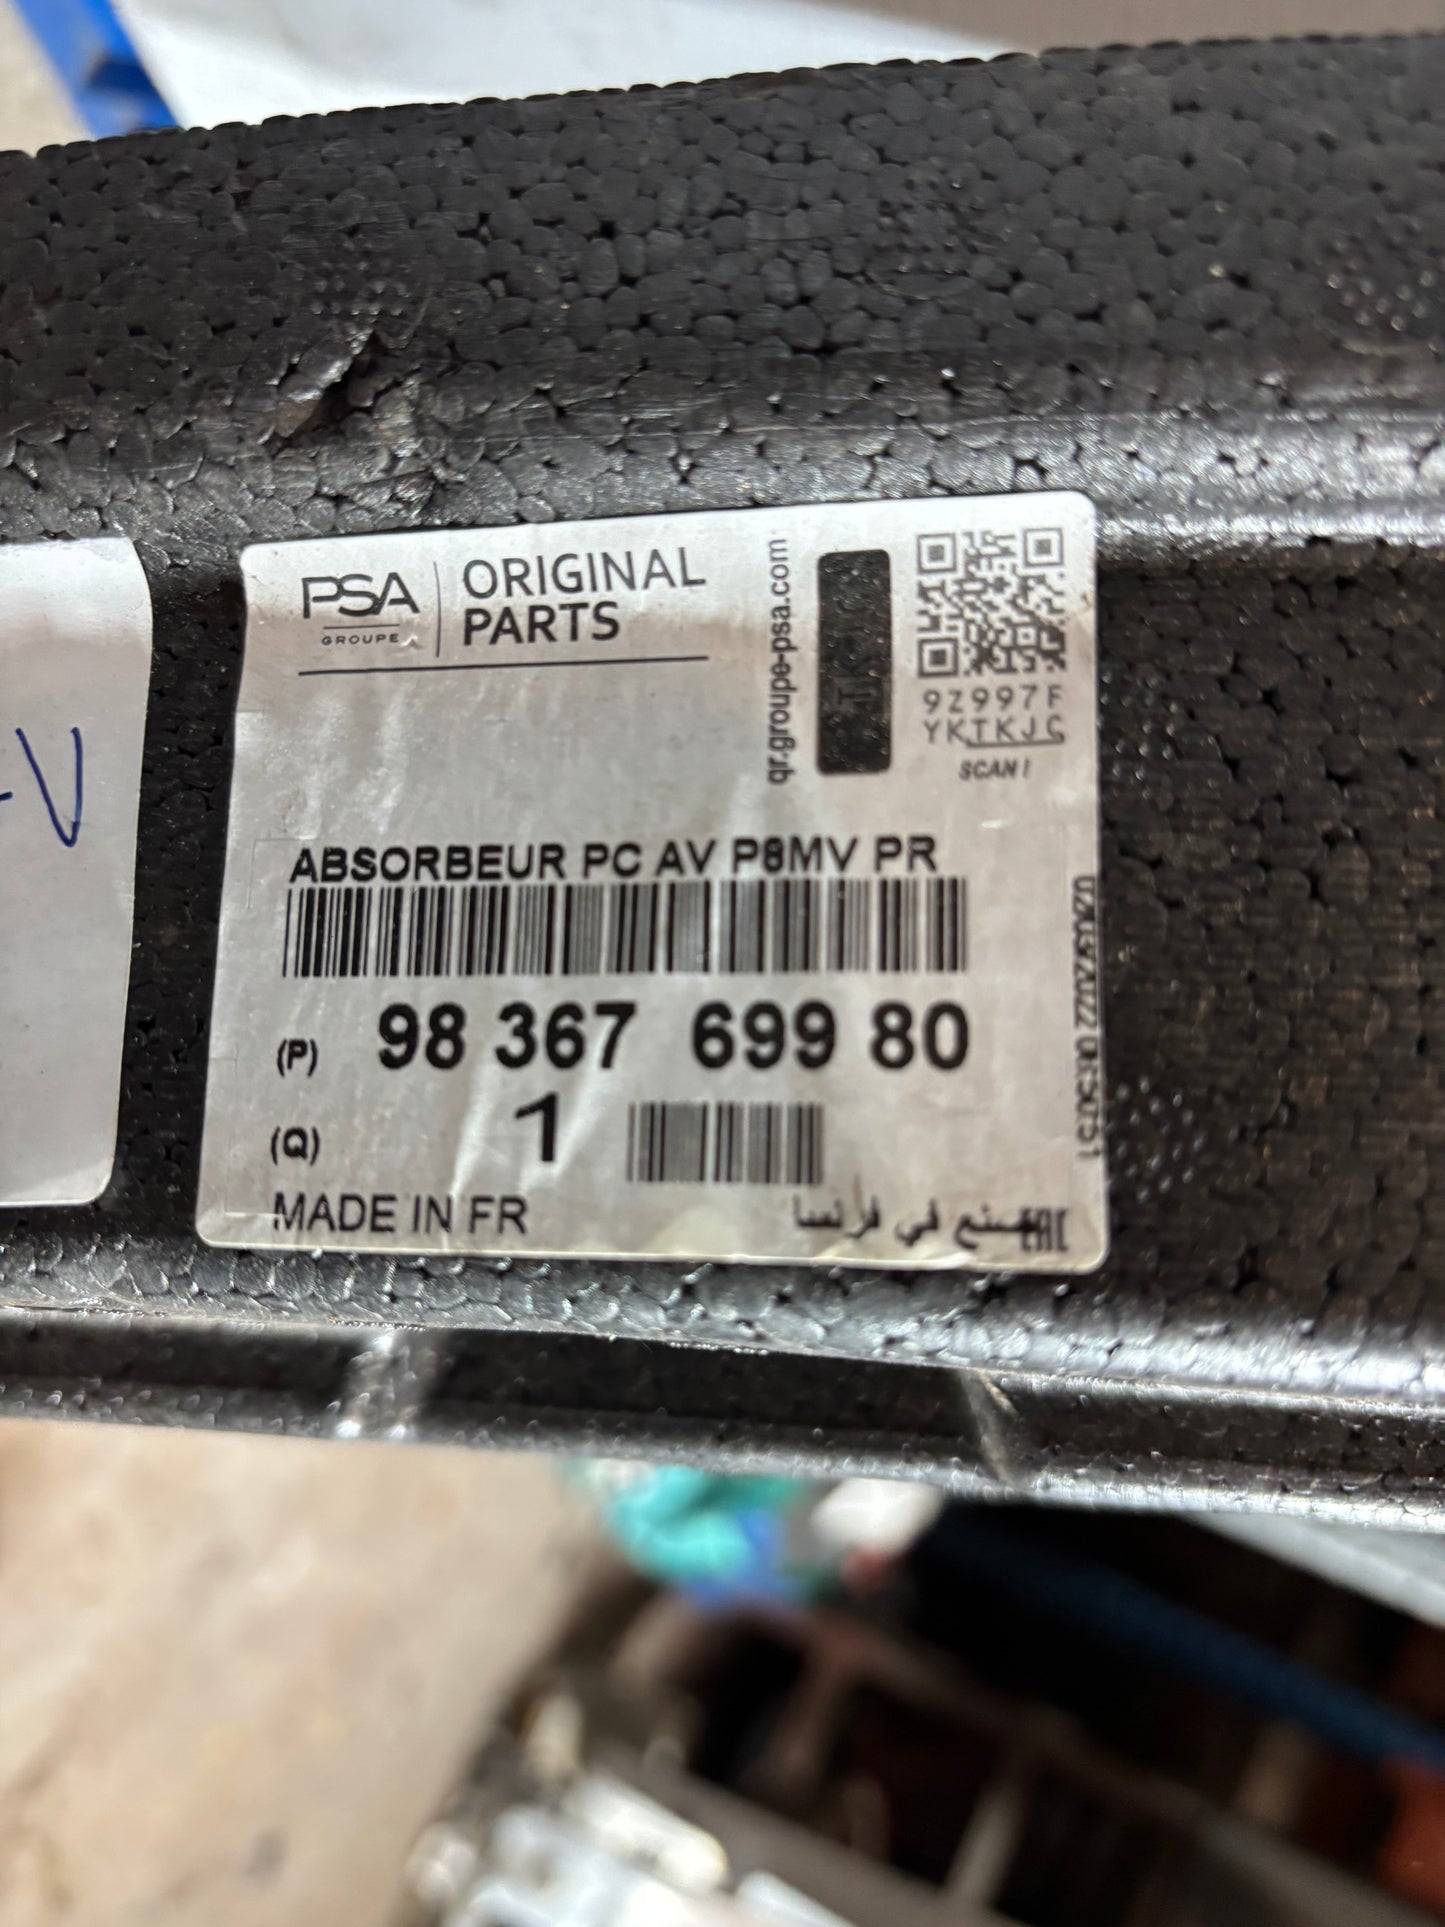 PSA
GROUPE
ORIGINAL
PARTS
qr.groupe-psa.com
9Z997F
YKTKJC
SCAN!
ABSORBEUR PC AV P8MV PR
(P) 98 367 699 80
(Q) 1
MADE IN FR
صنع في فرنسا
EAC
V